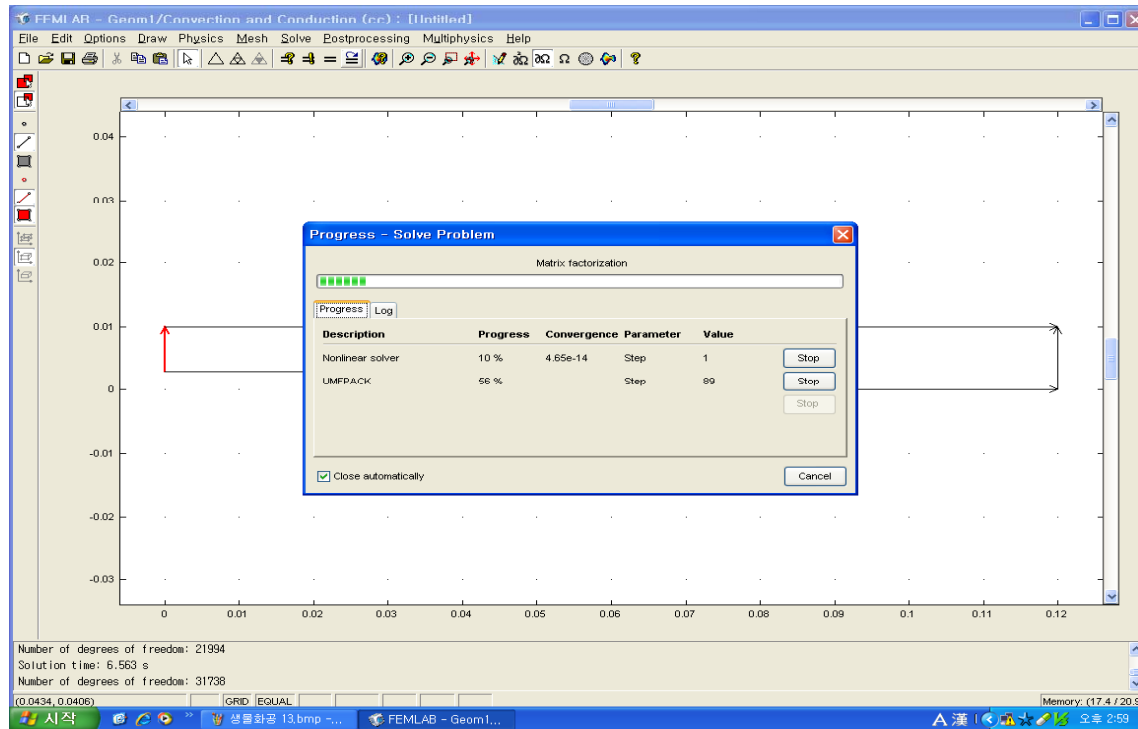 FEMLAB - Geom1/Convection and Conduction (cc) : [Untitled]
File Edit Options Draw Physics Mesh Solve Postprocessing Multiphysics Help
0.04
0.03
0.02
0.01
0
-0.01
-0.02
-0.03
Progress - Solve Problem
Matrix factorization
Progress Log
Description Progress Convergence Parameter Value
Nonlinear solver 10 % 4.65e-14 Step 1 Stop
UMFPACK 56 % Step 89 Stop
Stop
Close automatically Cancel
0 0.01 0.02 0.03 0.04 0.05 0.06 0.07 0.08 0.09 0.1 0.11 0.12
Number of degrees of freedom: 21994
Solution time: 6.563 s
Number of degrees of freedom: 31738
(0.0434, 0.0406) GRID EQUAL Memory: (17.4 / 20.9
시작 생물화공 13.bmp -... FEMLAB - Geom1... A 漢 오후 2:59